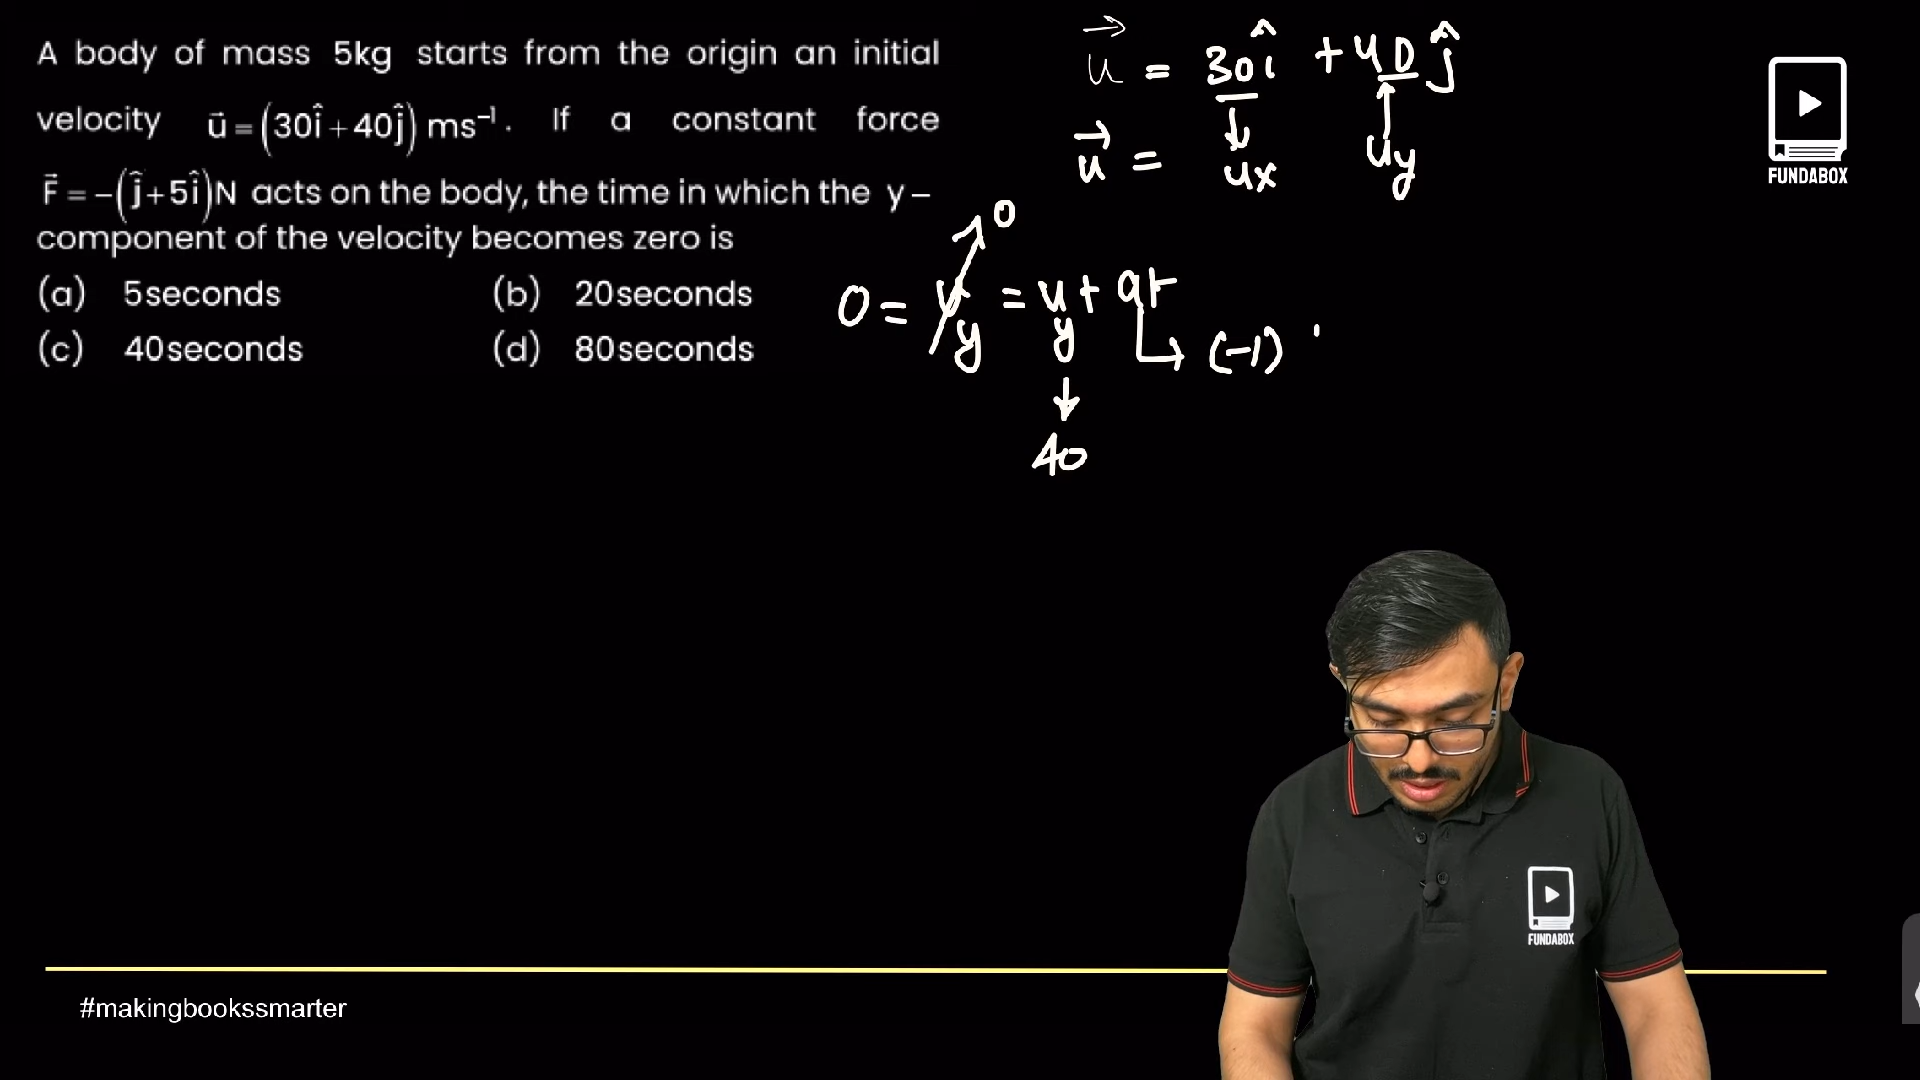 A body of mass 5kg starts from the origin an initial
velocity u⃗ = (30î + 40ĵ) ms⁻¹. If a constant force
F⃗ = −(ĵ + 5î)N acts on the body, the time in which the y −
component of the velocity becomes zero is
(a) 5seconds (b) 20seconds
(c) 40seconds (d) 80seconds
u⃗ = 30î + 40ĵ
u⃗ = ux uy
0
0 = vy = uy + at
(-1)
40
FUNDABOX
FUNDABOX
#makingbookssmarter